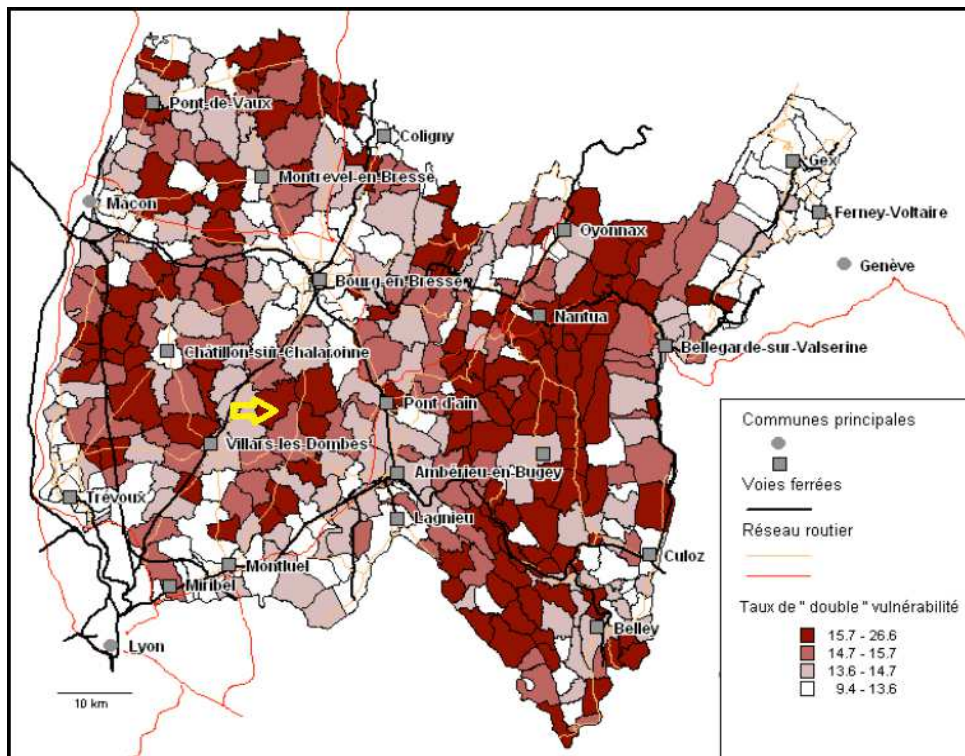 Pont-de-Vaux
Coligny
Montrevel-en-Bresse
Gex
Mâcon
Ferney-Voltaire
Oyonnax
Genève
Bourg-en-Bresse
Nantua
Bellegarde-sur-Valserine
Châtillon-sur-Chalaronne
Pont d'ain
Villars-les-Dombes
Ambérieu-en-Bugey
Trévoux
Lagnieu
Culoz
Montluel
Miribel
Belley
Lyon
10 km
Communes principales
Voies ferrées
Réseau routier
Taux de " double " vulnérabilité
15.7 - 26.6
14.7 - 15.7
13.6 - 14.7
9.4 - 13.6